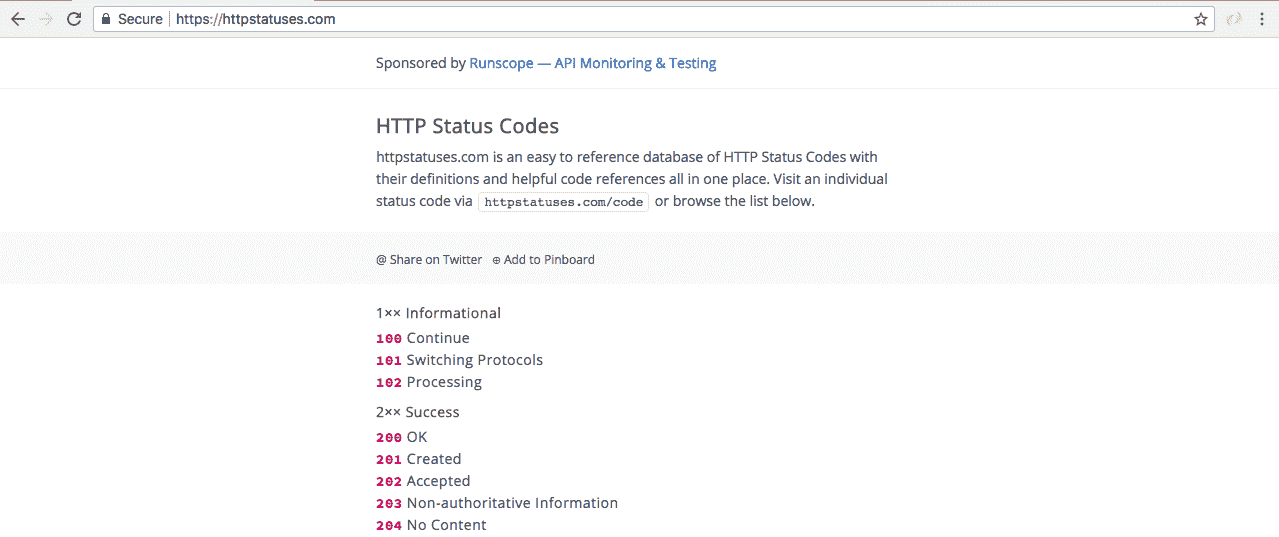 Secure https://httpstatuses.com
Sponsored by Runscope — API Monitoring & Testing
HTTP Status Codes
httpstatuses.com is an easy to reference database of HTTP Status Codes with
their definitions and helpful code references all in one place. Visit an individual
status code via httpstatuses.com/code or browse the list below.
@ Share on Twitter ⊕ Add to Pinboard
1×× Informational
100 Continue
101 Switching Protocols
102 Processing
2×× Success
200 OK
201 Created
202 Accepted
203 Non-authoritative Information
204 No Content